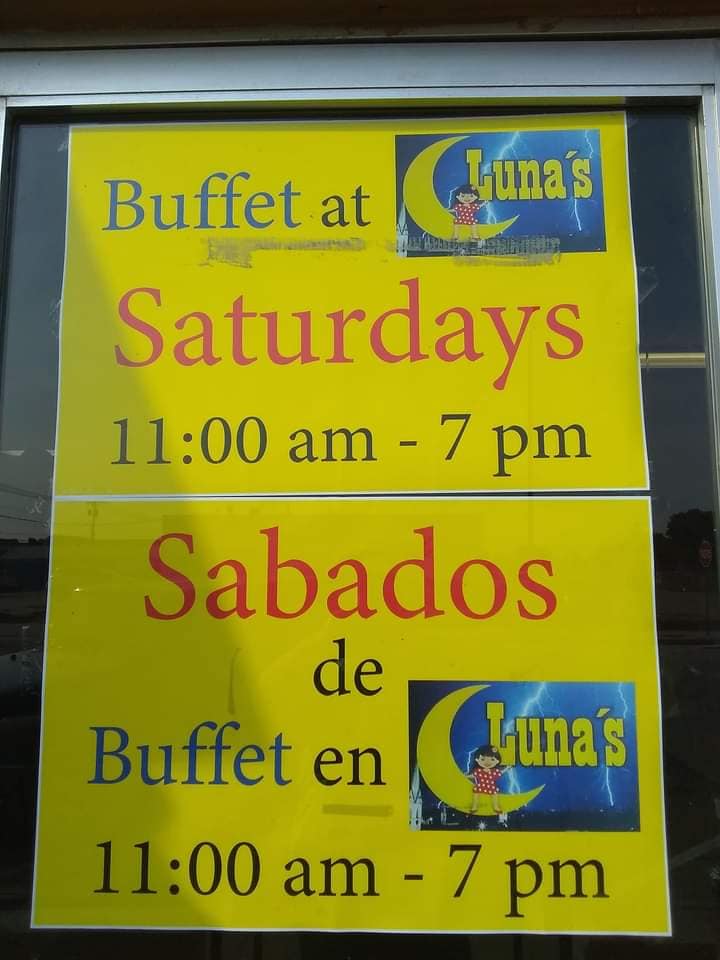 Buffet at Luna´s
Saturdays
11:00 am - 7 pm
Sabados
de
Buffet en Luna´s
11:00 am - 7 pm